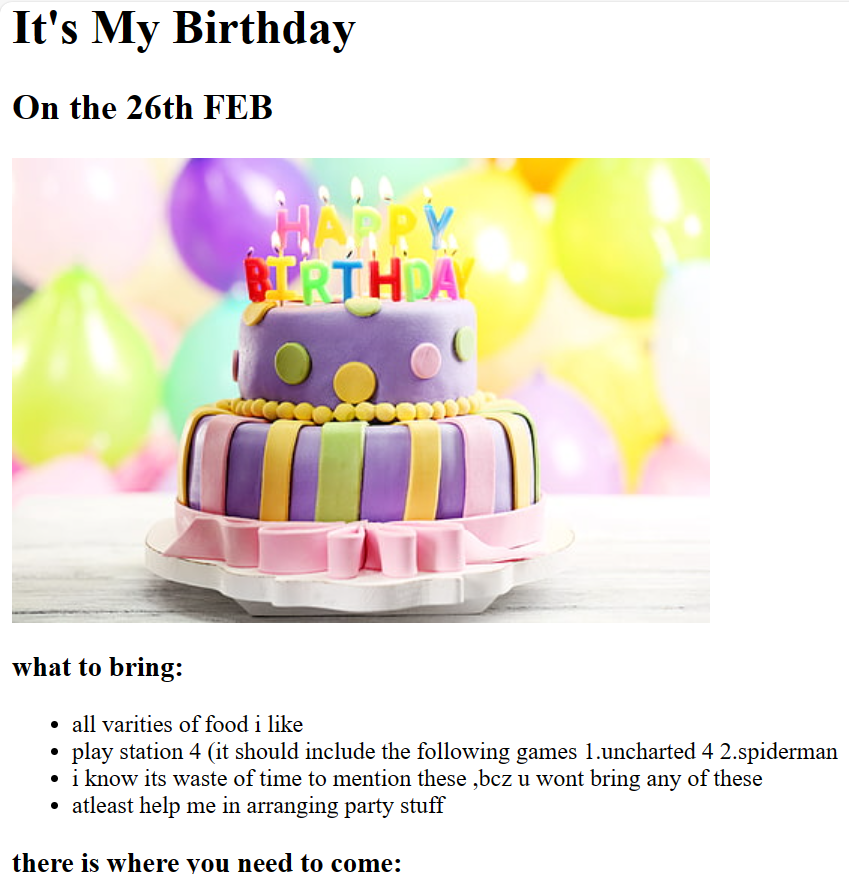 It's My Birthday
On the 26th FEB
HAPPY
BIRTHDAY
what to bring:
all varities of food i like
play station 4 (it should include the following games 1.uncharted 4 2.spiderman
i know its waste of time to mention these ,bcz u wont bring any of these
atleast help me in arranging party stuff
there is where you need to come: